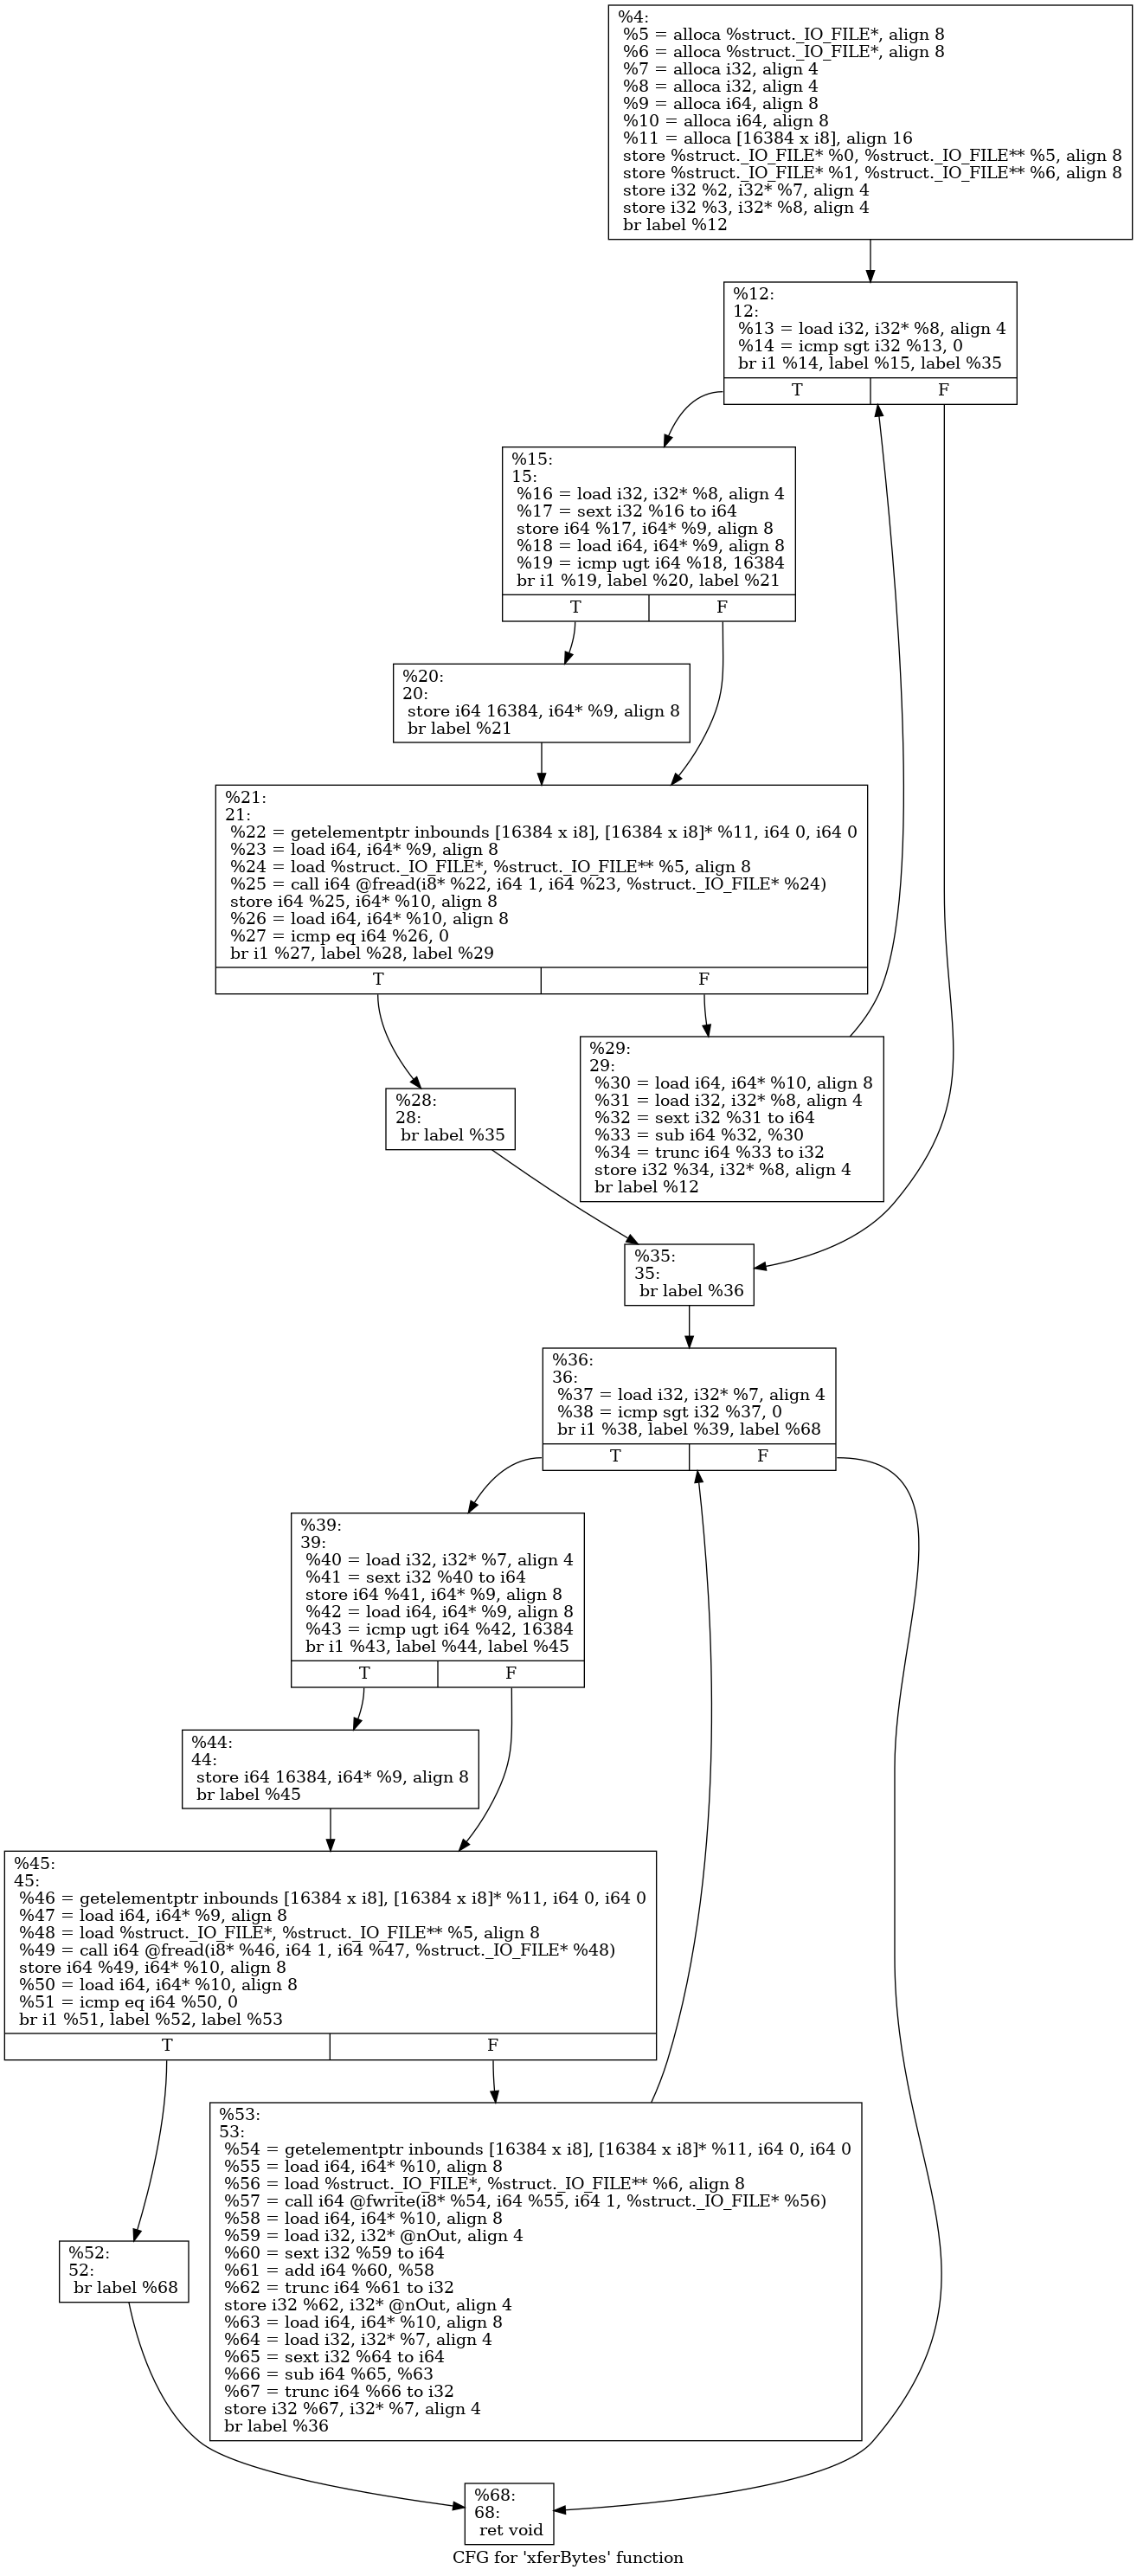 %4:
%5 = alloca %struct._IO_FILE*, align 8
%6 = alloca %struct._IO_FILE*, align 8
%7 = alloca i32, align 4
%8 = alloca i32, align 4
%9 = alloca i64, align 8
%10 = alloca i64, align 8
%11 = alloca [16384 x i8], align 16
store %struct._IO_FILE* %0, %struct._IO_FILE** %5, align 8
store %struct._IO_FILE* %1, %struct._IO_FILE** %6, align 8
store i32 %2, i32* %7, align 4
store i32 %3, i32* %8, align 4
br label %12
%12:
12:
%13 = load i32, i32* %8, align 4
%14 = icmp sgt i32 %13, 0
br i1 %14, label %15, label %35
T F
%15:
15:
%16 = load i32, i32* %8, align 4
%17 = sext i32 %16 to i64
store i64 %17, i64* %9, align 8
%18 = load i64, i64* %9, align 8
%19 = icmp ugt i64 %18, 16384
br i1 %19, label %20, label %21
T F
%20:
20:
store i64 16384, i64* %9, align 8
br label %21
%21:
21:
%22 = getelementptr inbounds [16384 x i8], [16384 x i8]* %11, i64 0, i64 0
%23 = load i64, i64* %9, align 8
%24 = load %struct._IO_FILE*, %struct._IO_FILE** %5, align 8
%25 = call i64 @fread(i8* %22, i64 1, i64 %23, %struct._IO_FILE* %24)
store i64 %25, i64* %10, align 8
%26 = load i64, i64* %10, align 8
%27 = icmp eq i64 %26, 0
br i1 %27, label %28, label %29
T F
%28:
28:
br label %35
%29:
29:
%30 = load i64, i64* %10, align 8
%31 = load i32, i32* %8, align 4
%32 = sext i32 %31 to i64
%33 = sub i64 %32, %30
%34 = trunc i64 %33 to i32
store i32 %34, i32* %8, align 4
br label %12
%35:
35:
br label %36
%36:
36:
%37 = load i32, i32* %7, align 4
%38 = icmp sgt i32 %37, 0
br i1 %38, label %39, label %68
T F
%39:
39:
%40 = load i32, i32* %7, align 4
%41 = sext i32 %40 to i64
store i64 %41, i64* %9, align 8
%42 = load i64, i64* %9, align 8
%43 = icmp ugt i64 %42, 16384
br i1 %43, label %44, label %45
T F
%44:
44:
store i64 16384, i64* %9, align 8
br label %45
%45:
45:
%46 = getelementptr inbounds [16384 x i8], [16384 x i8]* %11, i64 0, i64 0
%47 = load i64, i64* %9, align 8
%48 = load %struct._IO_FILE*, %struct._IO_FILE** %5, align 8
%49 = call i64 @fread(i8* %46, i64 1, i64 %47, %struct._IO_FILE* %48)
store i64 %49, i64* %10, align 8
%50 = load i64, i64* %10, align 8
%51 = icmp eq i64 %50, 0
br i1 %51, label %52, label %53
T F
%52:
52:
br label %68
%53:
53:
%54 = getelementptr inbounds [16384 x i8], [16384 x i8]* %11, i64 0, i64 0
%55 = load i64, i64* %10, align 8
%56 = load %struct._IO_FILE*, %struct._IO_FILE** %6, align 8
%57 = call i64 @fwrite(i8* %54, i64 %55, i64 1, %struct._IO_FILE* %56)
%58 = load i64, i64* %10, align 8
%59 = load i32, i32* @nOut, align 4
%60 = sext i32 %59 to i64
%61 = add i64 %60, %58
%62 = trunc i64 %61 to i32
store i32 %62, i32* @nOut, align 4
%63 = load i64, i64* %10, align 8
%64 = load i32, i32* %7, align 4
%65 = sext i32 %64 to i64
%66 = sub i64 %65, %63
%67 = trunc i64 %66 to i32
store i32 %67, i32* %7, align 4
br label %36
%68:
68:
ret void
CFG for 'xferBytes' function